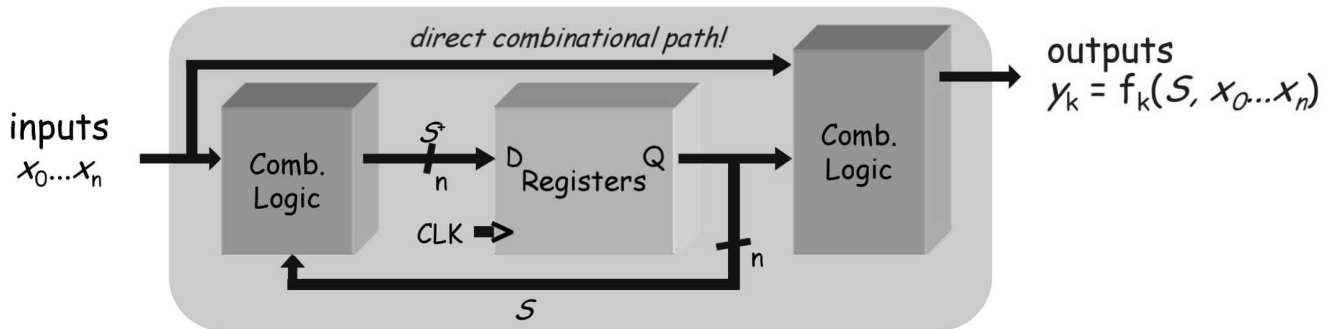 direct combinational path!
outputs
yₖ = fₖ(S, x₀...xₙ)
inputs
x₀...xₙ
Comb.
Logic
S⁺
n
D
Q
Registers
CLK
Comb.
Logic
n
S